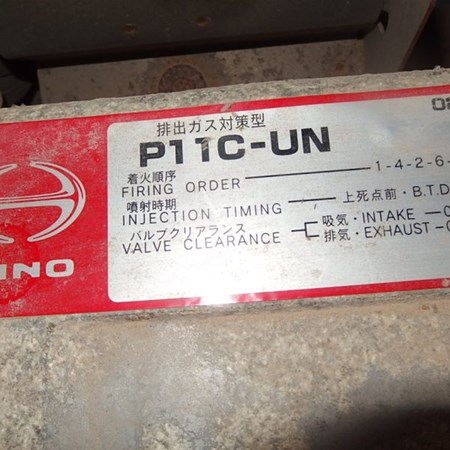 排出ガス対策型
P11C-UN
着火順序
FIRING ORDER 1-4-2-6-
噴射時期
INJECTION TIMING 上死点前・B.T.D
バルブクリアランス
VALVE CLEARANCE
吸気・INTAKE
排気・EXHAUST
INO